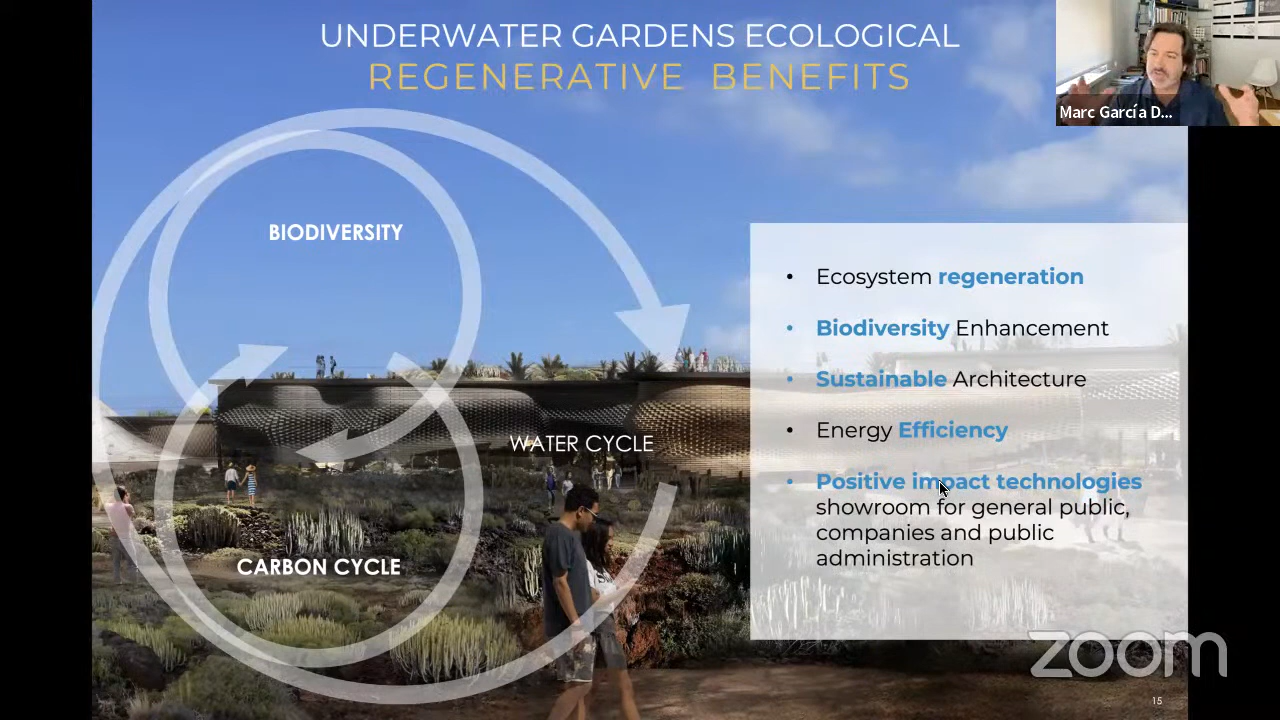 UNDERWATER GARDENS ECOLOGICAL
REGENERATIVE BENEFITS
Marc García D...
BIODIVERSITY
WATER CYCLE
CARBON CYCLE
• Ecosystem regeneration
• Biodiversity Enhancement
• Sustainable Architecture
• Energy Efficiency
• Positive impact technologies
showroom for general public,
companies and public
administration
zoom
15